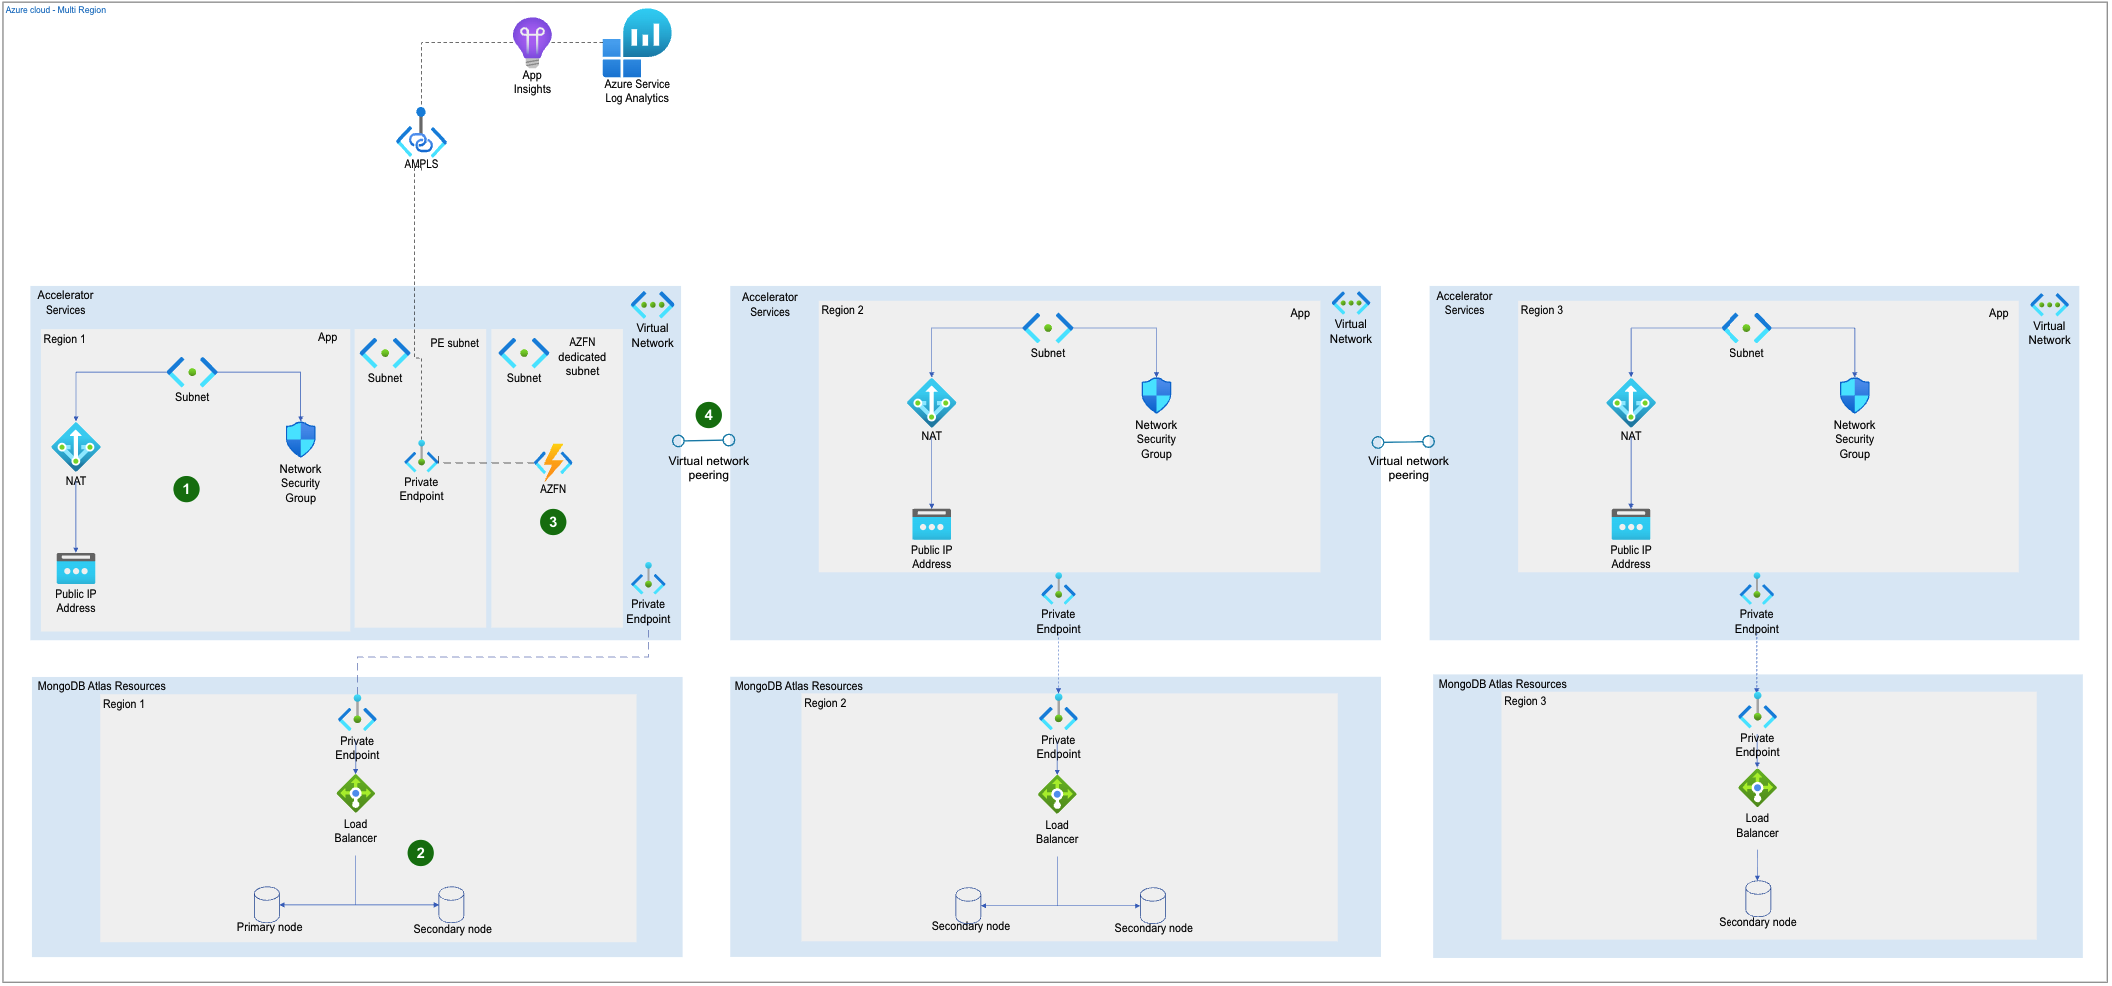 Azure cloud - Multi Region
App
Insights
Azure Service
Log Analytics
AMPLS
Accelerator
Services
Virtual
Network
Region 1
App
Subnet
NAT
Network
Security
Group
Public IP
Address
1
PE subnet
Subnet
Private
Endpoint
AZFN
dedicated
subnet
Subnet
AZFN
3
Private
Endpoint
4
Virtual network
peering
Accelerator
Services
Region 2
App
Virtual
Network
Subnet
NAT
Network
Security
Group
Public IP
Address
Private
Endpoint
Virtual network
peering
Accelerator
Services
Region 3
App
Virtual
Network
Subnet
NAT
Network
Security
Group
Public IP
Address
Private
Endpoint
MongoDB Atlas Resources
Region 1
Private
Endpoint
Load
Balancer
2
Primary node
Secondary node
MongoDB Atlas Resources
Region 2
Private
Endpoint
Load
Balancer
Secondary node
Secondary node
MongoDB Atlas Resources
Region 3
Private
Endpoint
Load
Balancer
Secondary node